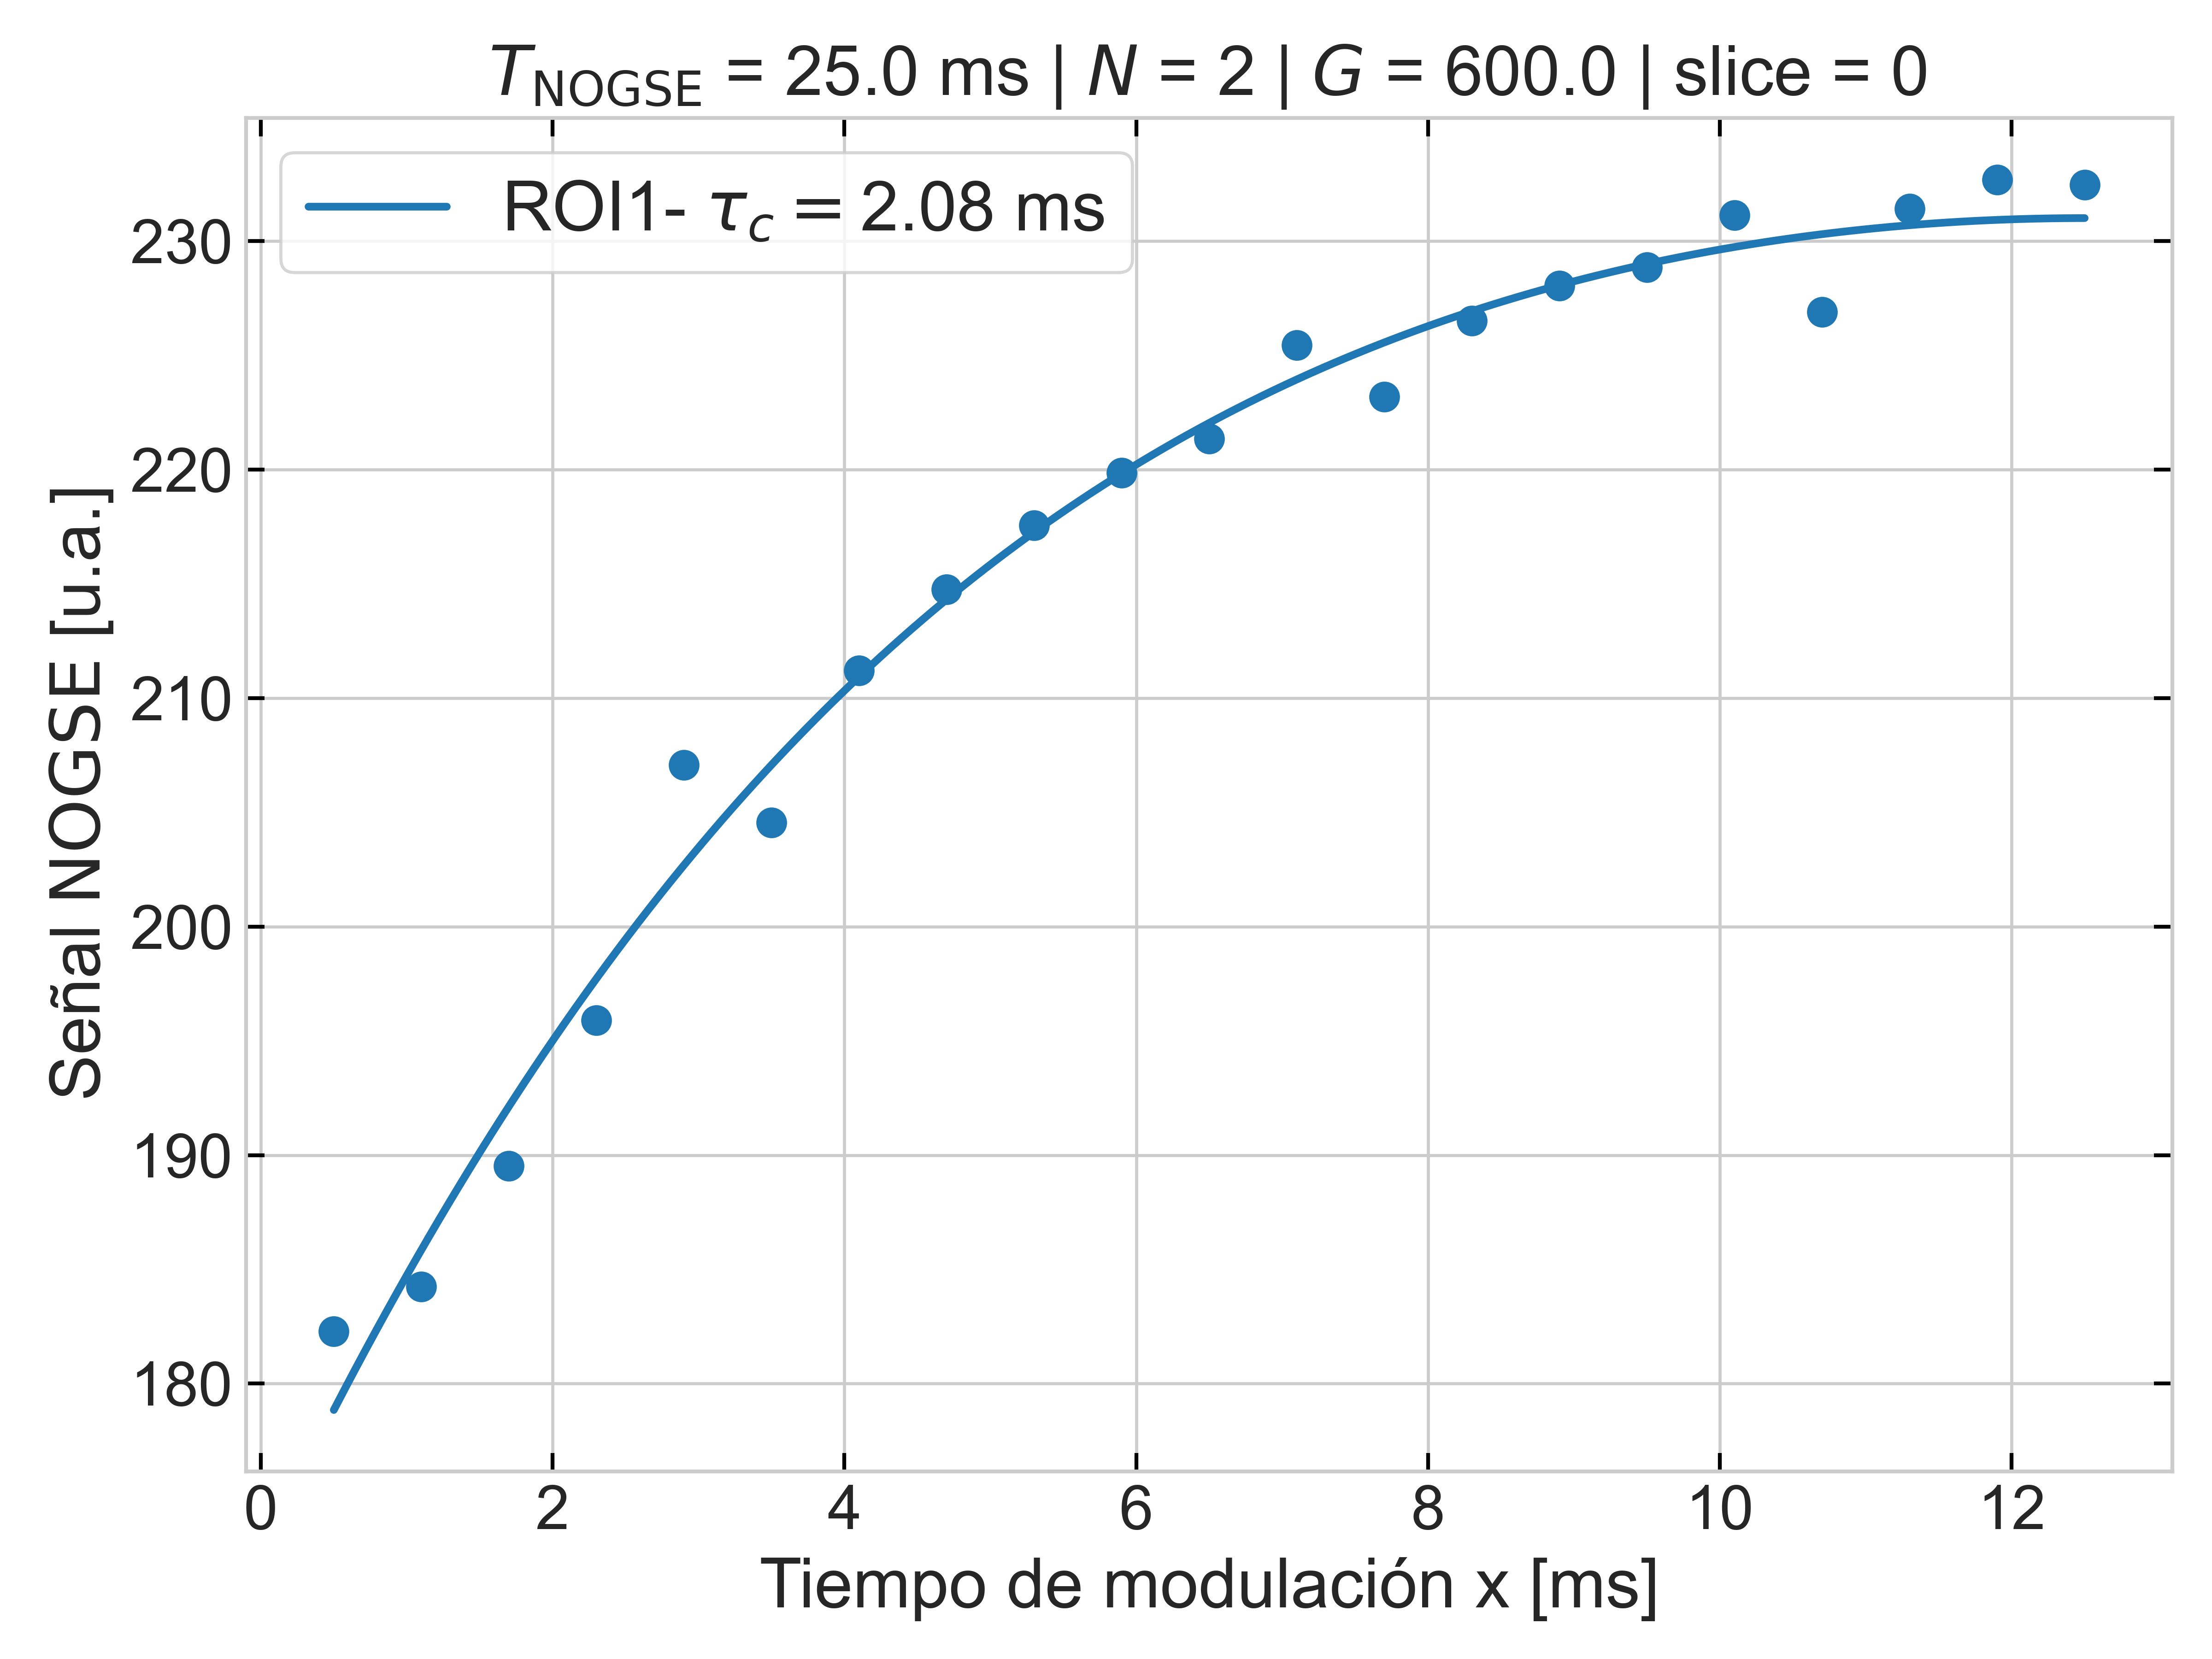 T_NOGSE = 25.0 ms | N = 2 | G = 600.0 | slice = 0
ROI1- τ_c = 2.08 ms
Señal NOGSE [u.a.]
230
220
210
200
190
180
0 2 4 6 8 10 12
Tiempo de modulación x [ms]